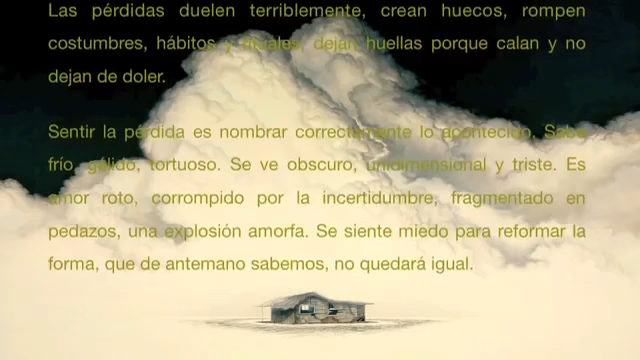 Las pérdidas duelen terriblemente, crean huecos, rompen
costumbres, hábitos y rituales, dejan huellas porque calan y no
dejan de doler.
Sentir la pérdida es nombrar correctamente lo acontecido. Sabe
frío, gélido, tortuoso. Se ve obscuro, unidimensional y triste. Es
amor roto, corrompido por la incertidumbre, fragmentado en
pedazos, una explosión amorfa. Se siente miedo para reformar la
forma, que de antemano sabemos, no quedará igual.